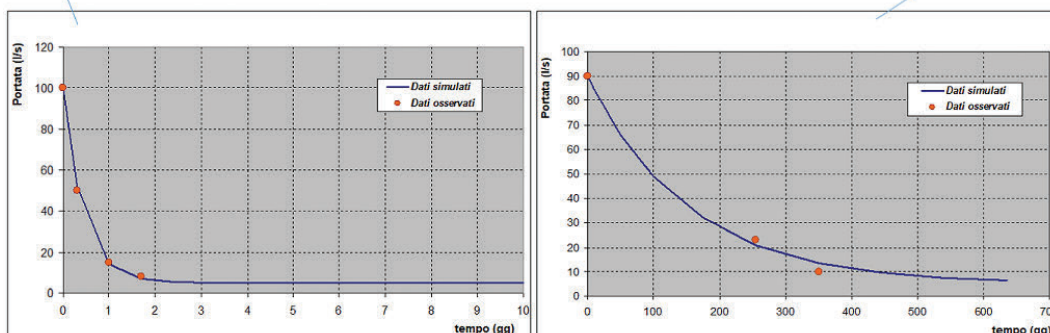 Portata (l/s)
120
100
80
60
40
20
0
0 1 2 3 4 5 6 7 8 9 10
tempo (gg)
Dati simulati
Dati osservati
Portata (l/s)
100
90
80
70
60
50
40
30
20
10
0
0 100 200 300 400 500 600 700
tempo (gg)
Dati simulati
Dati osservati